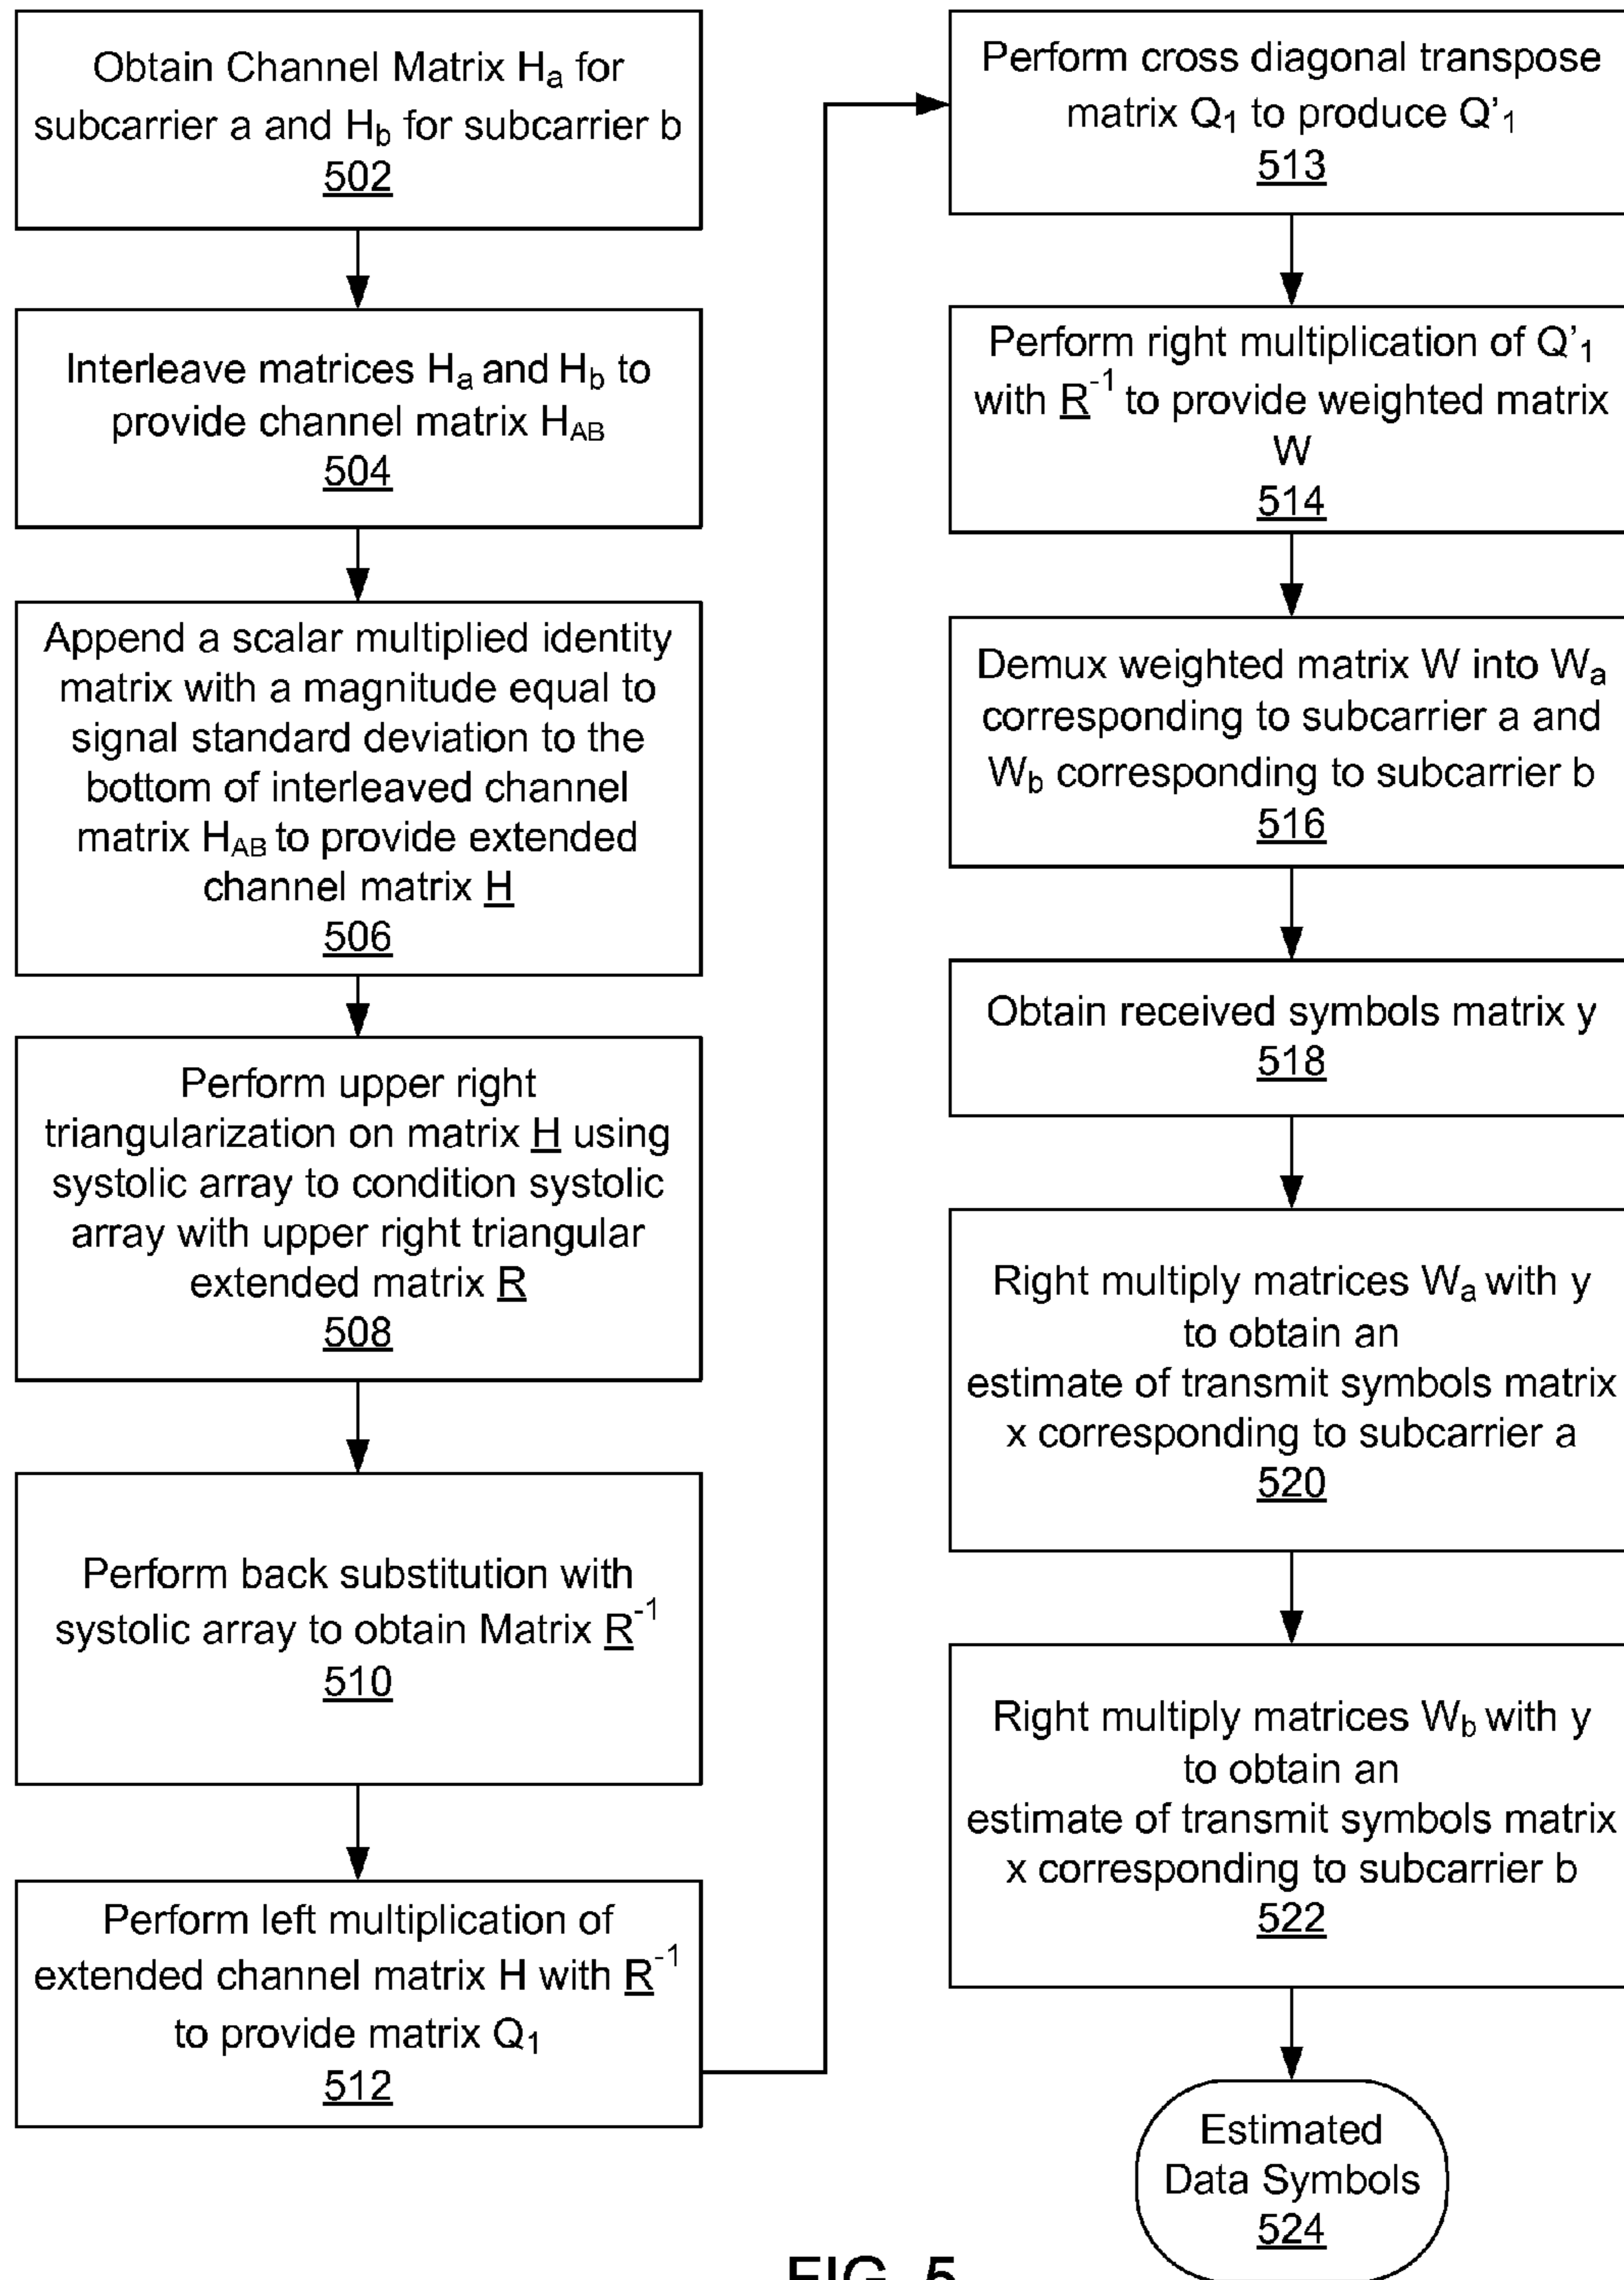 Obtain Channel Matrix Ha for
subcarrier a and Hb for subcarrier b
502
Interleave matrices Ha and Hb to
provide channel matrix HAB
504
Append a scalar multiplied identity
matrix with a magnitude equal to
signal standard deviation to the
bottom of interleaved channel
matrix HAB to provide extended
channel matrix H
506
Perform upper right
triangularization on matrix H using
systolic array to condition systolic
array with upper right triangular
extended matrix R
508
Perform back substitution with
systolic array to obtain Matrix R-1
510
Perform left multiplication of
extended channel matrix H with R-1
to provide matrix Q1
512
Perform cross diagonal transpose
matrix Q1 to produce Q'1
513
Perform right multiplication of Q'1
with R-1 to provide weighted matrix
W
514
Demux weighted matrix W into Wa
corresponding to subcarrier a and
Wb corresponding to subcarrier b
516
Obtain received symbols matrix y
518
Right multiply matrices Wa with y
to obtain an
estimate of transmit symbols matrix
x corresponding to subcarrier a
520
Right multiply matrices Wb with y
to obtain an
estimate of transmit symbols matrix
x corresponding to subcarrier b
522
Estimated
Data Symbols
524
FIG. 5